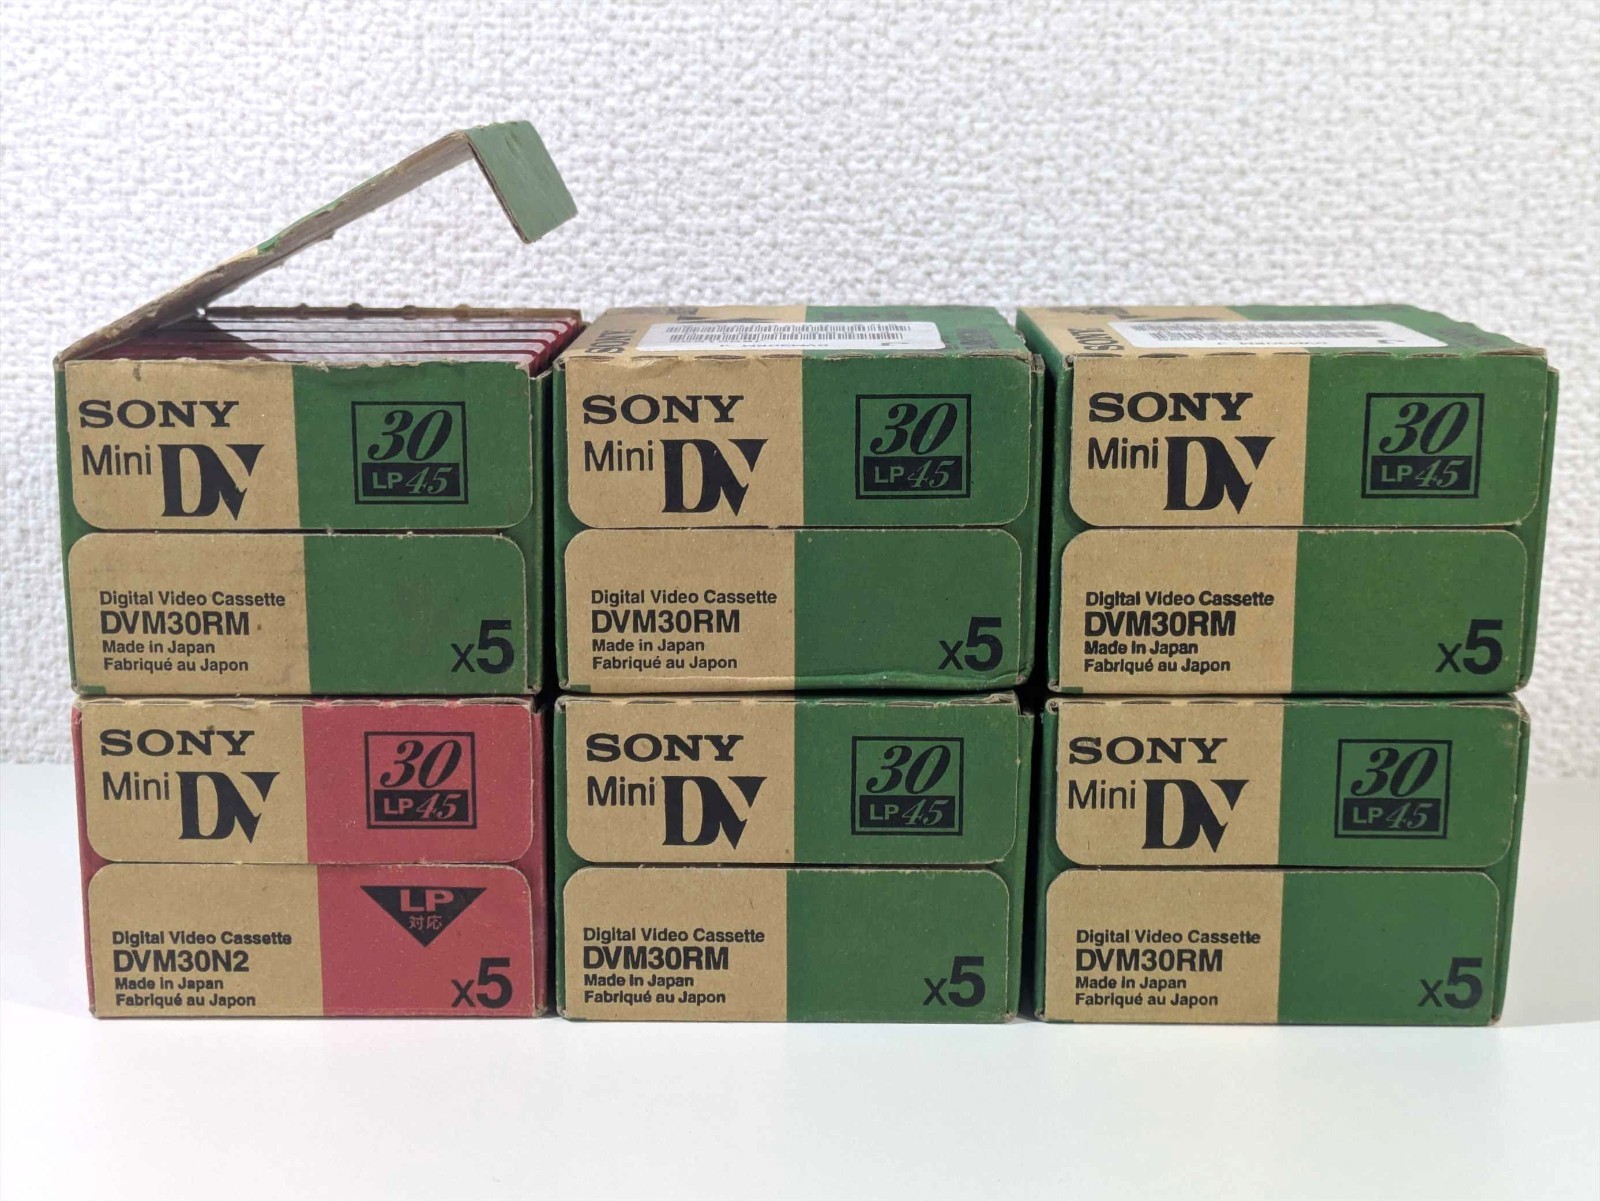 SONY
Mini DV
30
LP 45
Digital Video Cassette
DVM30RM
Made in Japan
Fabriqué au Japon
x5
SONY
SONY
Mini DV
30
LP 45
Digital Video Cassette
DVM30RM
Made in Japan
Fabriqué au Japon
x5
SONY
SONY
Mini DV
30
LP 45
Digital Video Cassette
DVM30RM
Made in Japan
Fabriqué au Japon
x5
SONY
Mini DV
30
LP 45
LP
対応
Digital Video Cassette
DVM30N2
Made in Japan
Fabriqué au Japon
x5
SONY
Mini DV
30
LP 45
Digital Video Cassette
DVM30RM
Made in Japan
Fabriqué au Japon
x5
SONY
Mini DV
30
LP 45
Digital Video Cassette
DVM30RM
Made in Japan
Fabriqué au Japon
x5